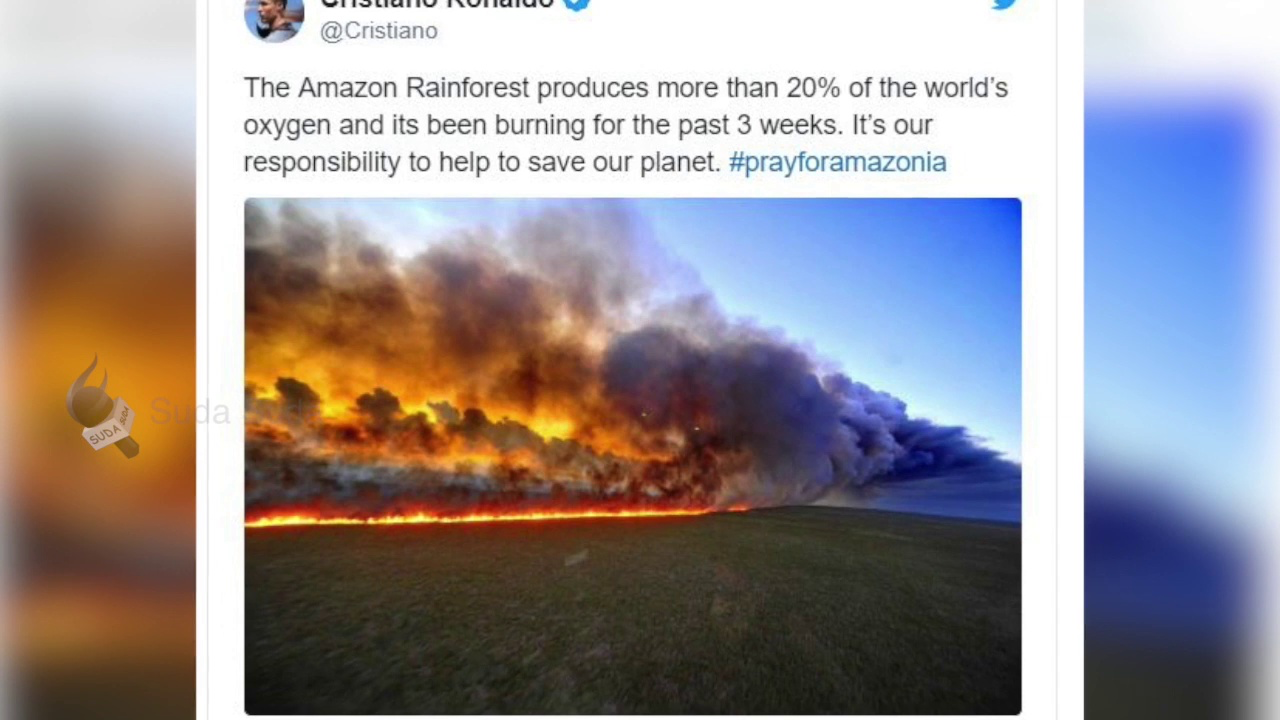 Cristiano Ronaldo
@Cristiano
The Amazon Rainforest produces more than 20% of the world’s
oxygen and its been burning for the past 3 weeks. It’s our
responsibility to help to save our planet. #prayforamazonia
Suda
SUDA SUDA